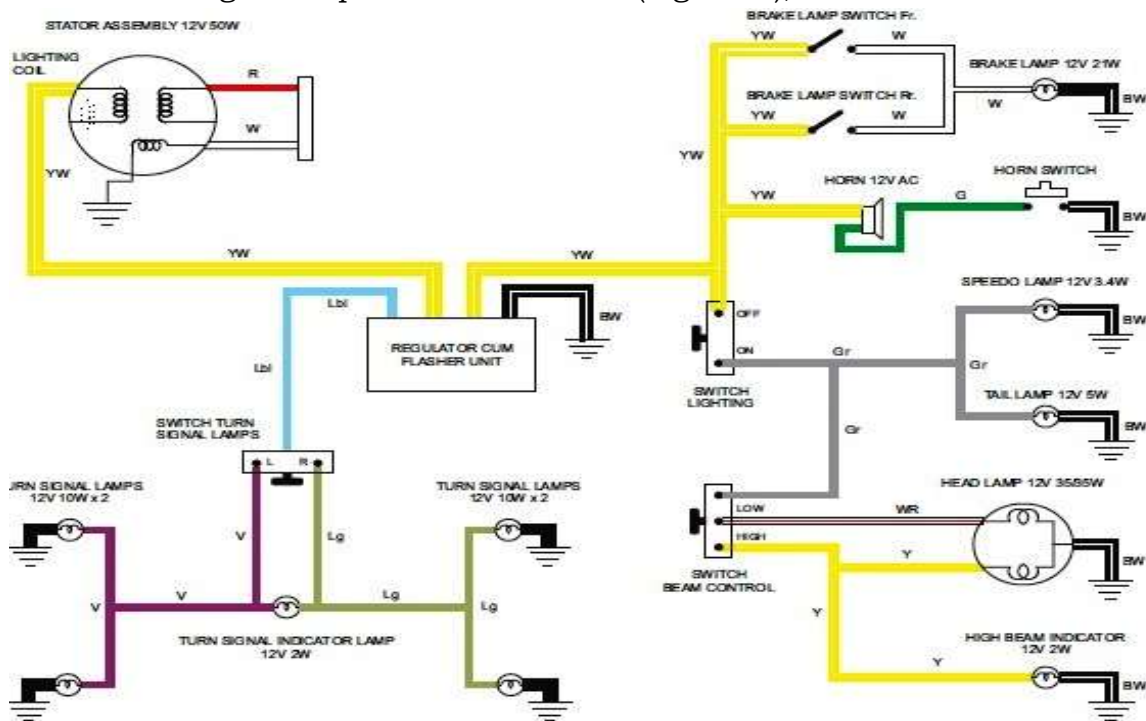 STATOR ASSEMBLY 12V 50W
LIGHTING
COIL
R
W
YW
YW
BRAKE LAMP SWITCH Fr.
YW
W
BRAKE LAMP 12V 21W
BRAKE LAMP SWITCH Rr.
W
BW
YW
W
YW
HORN 12V AC
HORN SWITCH
YW
G
BW
YW
Lbl
BW
REGULATOR CUM
FLASHER UNIT
Lbl
SPEEDO LAMP 12V 3.4W
OFF
BW
ON
Gr
Gr
SWITCH
LIGHTING
TAIL LAMP 12V 5W
Gr
BW
SWITCH TURN
SIGNAL LAMPS
L
R
TURN SIGNAL LAMPS
12V 10W x 2
V
Lg
V
V
Lg
Lg
TURN SIGNAL INDICATOR LAMP
12V 2W
HEAD LAMP 12V 35/35W
LOW
WR
HIGH
Y
BW
SWITCH
BEAM CONTROL
Y
HIGH BEAM INDICATOR
12V 2W
Y
BW
SIGNAL LAMPS
12V 10W x 2